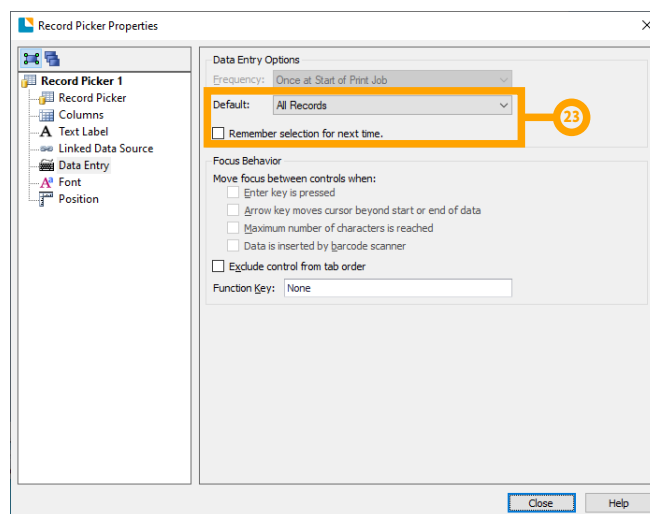 Record Picker Properties
Record Picker 1
Record Picker
Columns
A Text Label
Linked Data Source
Data Entry
Font
Position
Data Entry Options
Frequency: Once at Start of Print Job
Default: All Records
Remember selection for next time.
23
Focus Behavior
Move focus between controls when:
Enter key is pressed
Arrow key moves cursor beyond start or end of data
Maximum number of characters is reached
Data is inserted by barcode scanner
Exclude control from tab order
Function Key: None
Close Help